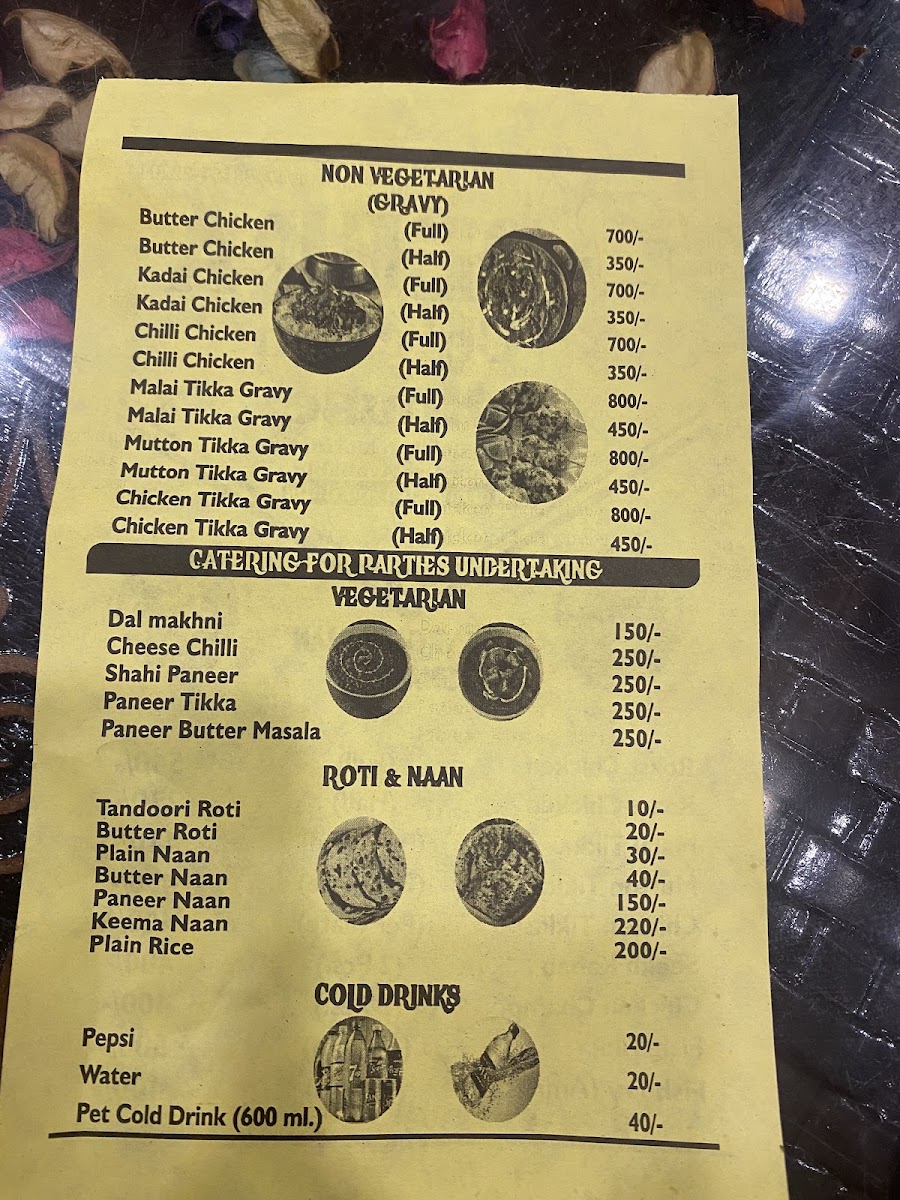 NON VEGETARIAN
(GRAVY)
Butter Chicken (Full) 700/-
Butter Chicken (Half) 350/-
Kadai Chicken (Full) 700/-
Kadai Chicken (Half) 350/-
Chilli Chicken (Full) 700/-
Chilli Chicken (Half) 350/-
Malai Tikka Gravy (Full) 800/-
Malai Tikka Gravy (Half) 450/-
Mutton Tikka Gravy (Full) 800/-
Mutton Tikka Gravy (Half) 450/-
Chicken Tikka Gravy (Full) 800/-
Chicken Tikka Gravy (Half) 450/-
CATERING FOR PARTIES UNDERTAKING
VEGETARIAN
Dal makhni 150/-
Cheese Chilli 250/-
Shahi Paneer 250/-
Paneer Tikka 250/-
Paneer Butter Masala 250/-
ROTI & NAAN
Tandoori Roti 10/-
Butter Roti 20/-
Plain Naan 30/-
Butter Naan 40/-
Paneer Naan 150/-
Keema Naan 220/-
Plain Rice 200/-
COLD DRINKS
Pepsi 20/-
Water 20/-
Pet Cold Drink (600 ml.) 40/-